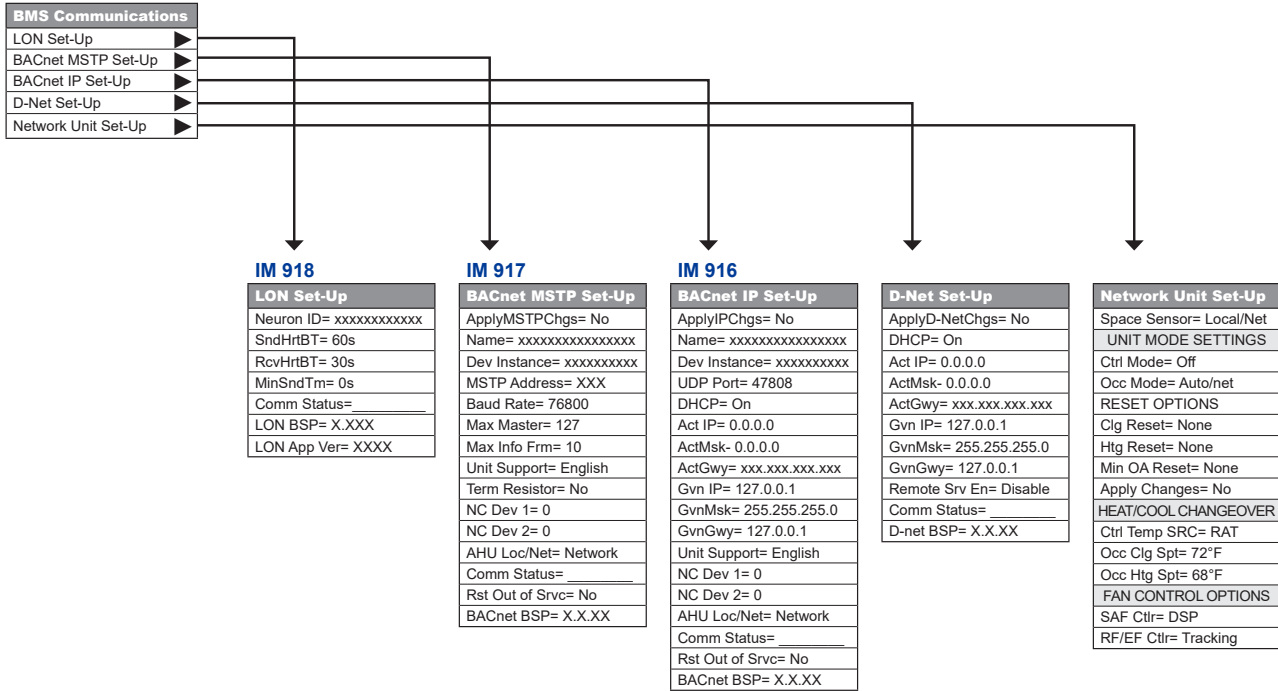 BMS Communications
LON Set-Up
BACnet MSTP Set-Up
BACnet IP Set-Up
D-Net Set-Up
Network Unit Set-Up
IM 918
LON Set-Up
Neuron ID= xxxxxxxxxxxx
SndHrtBT= 60s
RcvHrtBT= 30s
MinSndTm= 0s
Comm Status=_________
LON BSP= X.XXX
LON App Ver= XXXX
IM 917
BACnet MSTP Set-Up
ApplyMSTPChgs= No
Name= xxxxxxxxxxxxxxxx
Dev Instance= xxxxxxxxxx
MSTP Address= XXX
Baud Rate= 76800
Max Master= 127
Max Info Frm= 10
Unit Support= English
Term Resistor= No
NC Dev 1= 0
NC Dev 2= 0
AHU Loc/Net= Network
Comm Status= ________
Rst Out of Srvc= No
BACnet BSP= X.X.XX
IM 916
BACnet IP Set-Up
ApplyIPChgs= No
Name= xxxxxxxxxxxxxxxx
Dev Instance= xxxxxxxxxx
UDP Port= 47808
DHCP= On
Act IP= 0.0.0.0
ActMsk- 0.0.0.0
ActGwy= xxx.xxx.xxx.xxx
Gvn IP= 127.0.0.1
GvnMsk= 255.255.255.0
GvnGwy= 127.0.0.1
Unit Support= English
NC Dev 1= 0
NC Dev 2= 0
AHU Loc/Net= Network
Comm Status= ________
Rst Out of Srvc= No
BACnet BSP= X.X.XX
D-Net Set-Up
ApplyD-NetChgs= No
DHCP= On
Act IP= 0.0.0.0
ActMsk- 0.0.0.0
ActGwy= xxx.xxx.xxx.xxx
Gvn IP= 127.0.0.1
GvnMsk= 255.255.255.0
GvnGwy= 127.0.0.1
Remote Srv En= Disable
Comm Status= ________
D-net BSP= X.X.XX
Network Unit Set-Up
Space Sensor= Local/Net
UNIT MODE SETTINGS
Ctrl Mode= Off
Occ Mode= Auto/net
RESET OPTIONS
Clg Reset= None
Htg Reset= None
Min OA Reset= None
Apply Changes= No
HEAT/COOL CHANGEOVER
Ctrl Temp SRC= RAT
Occ Clg Spt= 72°F
Occ Htg Spt= 68°F
FAN CONTROL OPTIONS
SAF Ctlr= DSP
RF/EF Ctlr= Tracking